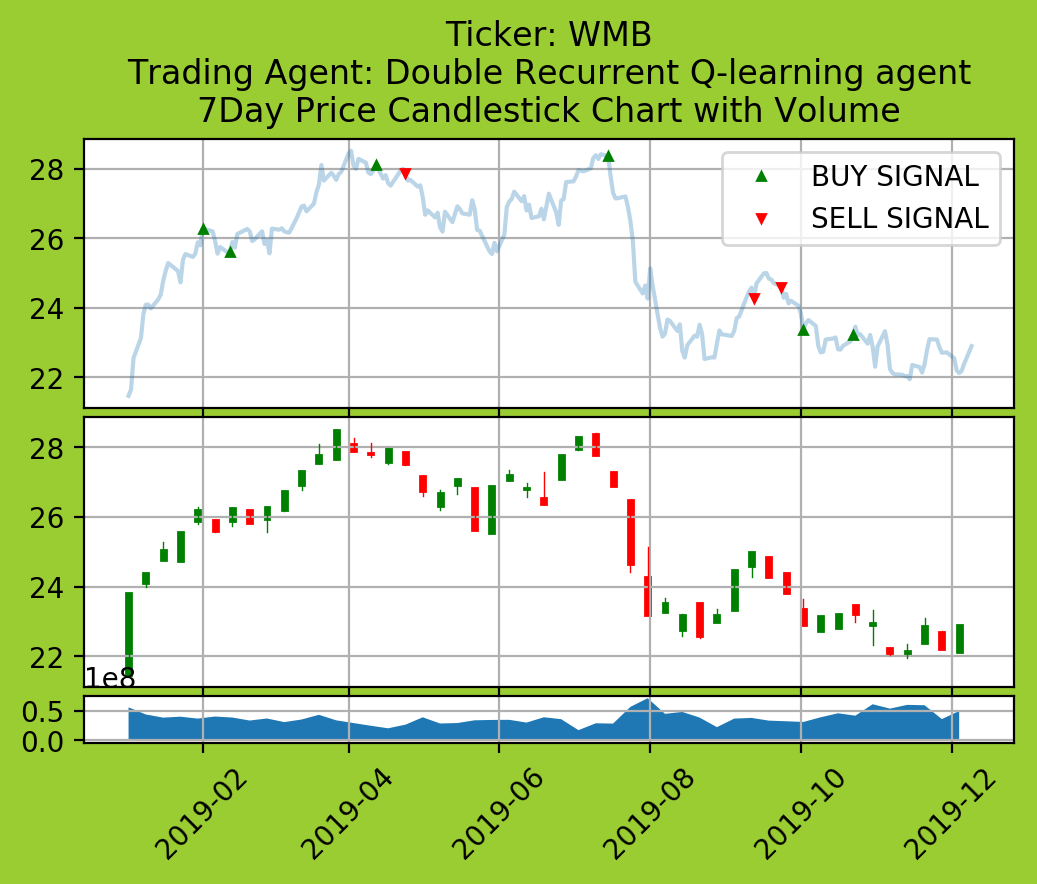 Ticker: WMB
Trading Agent: Double Recurrent Q-learning agent
7Day Price Candlestick Chart with Volume
28
26
24
22
BUY SIGNAL
SELL SIGNAL
28
26
24
22
1e8
0.5
0.0
2019-02
2019-04
2019-06
2019-08
2019-10
2019-12